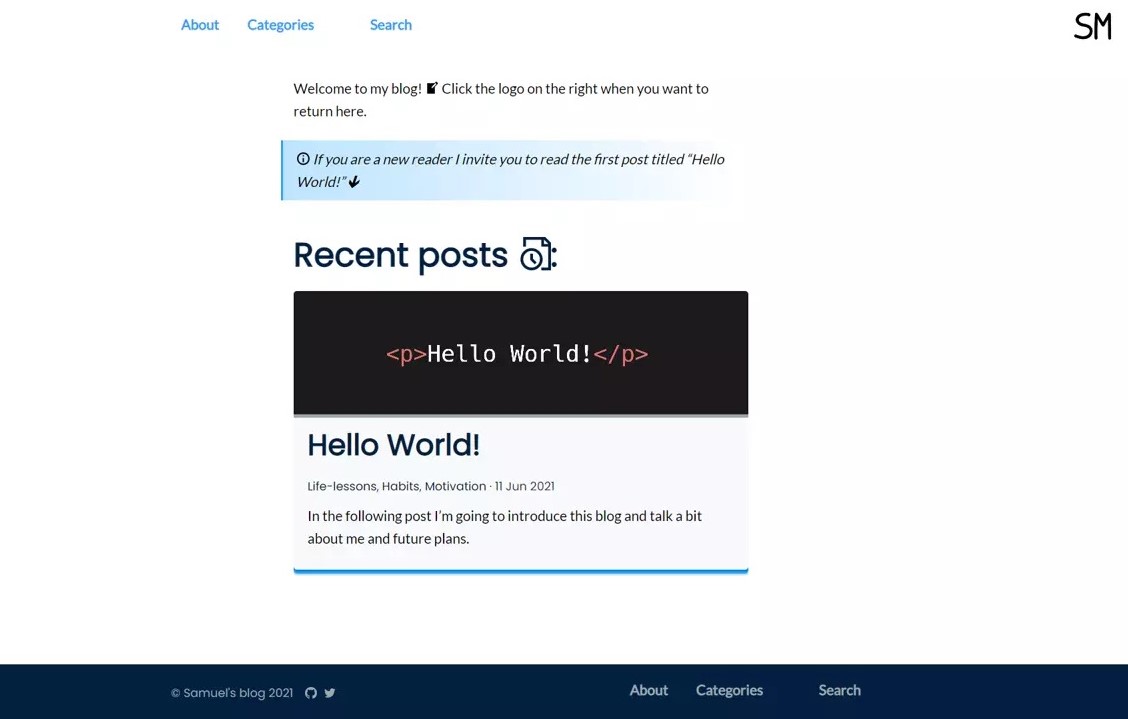 About Categories Search
SM
Welcome to my blog! Click the logo on the right when you want to
return here.
If you are a new reader I invite you to read the first post titled “Hello
World!”
Recent posts :
<p>Hello World!</p>
Hello World!
Life-lessons, Habits, Motivation · 11 Jun 2021
In the following post I’m going to introduce this blog and talk a bit
about me and future plans.
© Samuel's blog 2021
About Categories Search